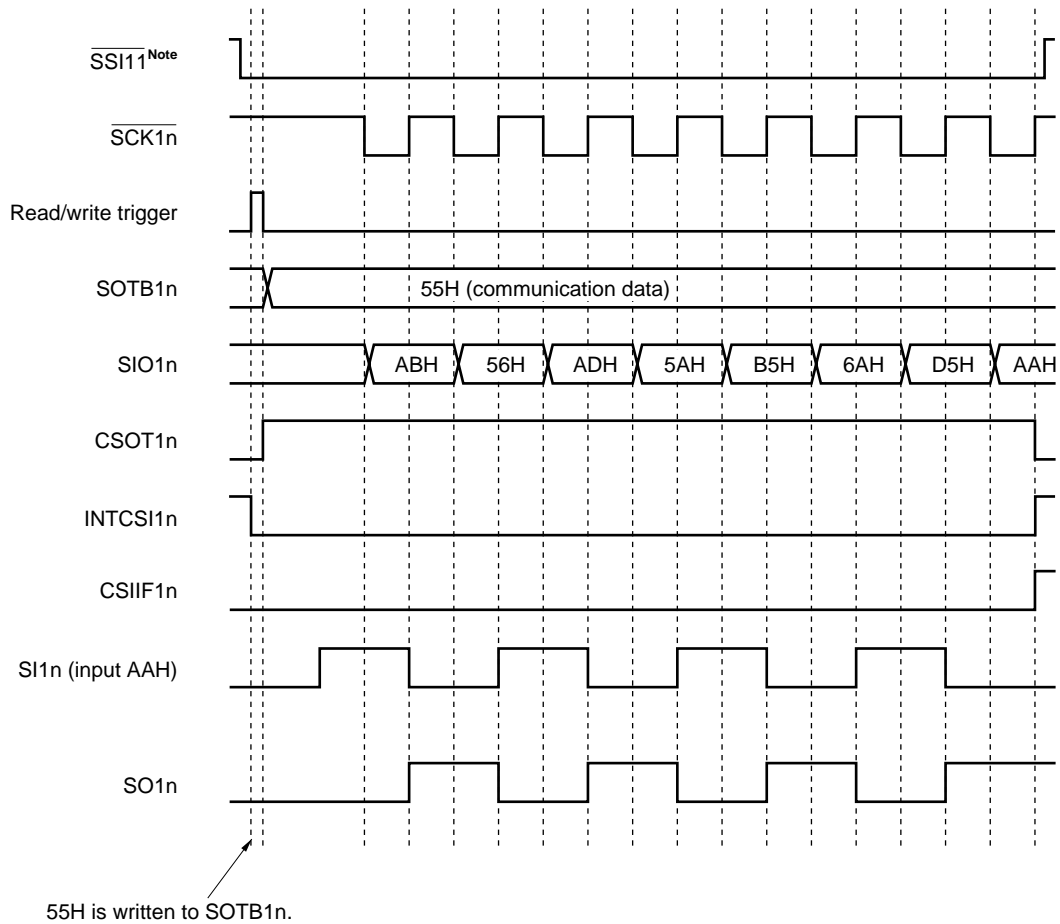 SSI11Note
SCK1n
Read/write trigger
SOTB1n
55H (communication data)
SIO1n
ABH 56H ADH 5AH B5H 6AH D5H AAH
CSOT1n
INTCSI1n
CSIIF1n
SI1n (input AAH)
SO1n
55H is written to SOTB1n.